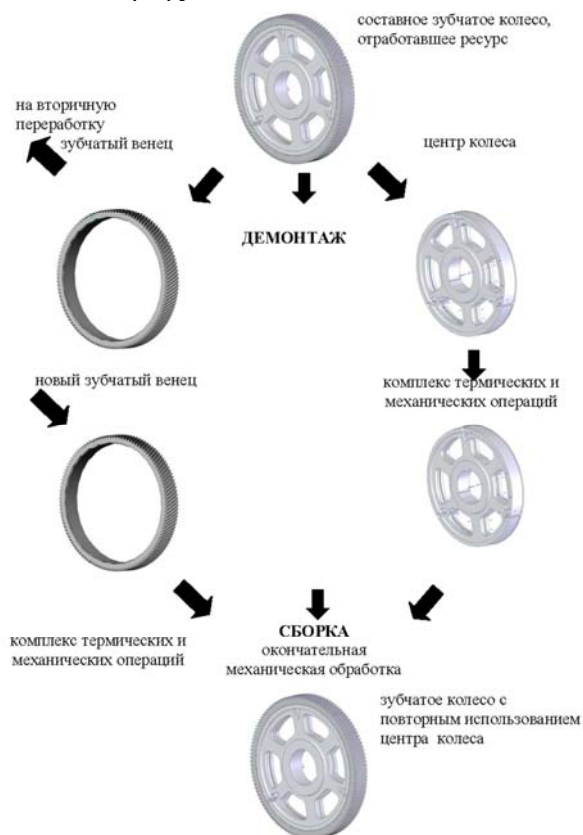 составное зубчатое колесо,
отработавшее ресурс
на вторичную
переработку
зубчатый венец
центр колеса
ДЕМОНТАЖ
новый зубчатый венец
комплекс термических и
механических операций
СБОРКА
окончательная
механическая обработка
комплекс термических и
механических операций
зубчатое колесо с
повторным использованием
центра колеса